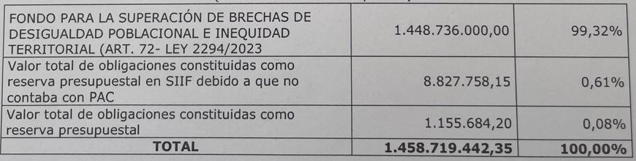 FONDO PARA LA SUPERACIÓN DE BRECHAS DE
DESIGUALDAD POBLACIONAL E INEQUIDAD
TERRITORIAL (ART. 72- LEY 2294/2023
1.448.736.000,00
99,32%
Valor total de obligaciones constituidas como
reserva presupuestal en SIIF debido a que no
contaba con PAC
8.827.758,15
0,61%
Valor total de obligaciones constituidas como
reserva presupuestal
1.155.684,20
0,08%
TOTAL
1.458.719.442,35
100,00%